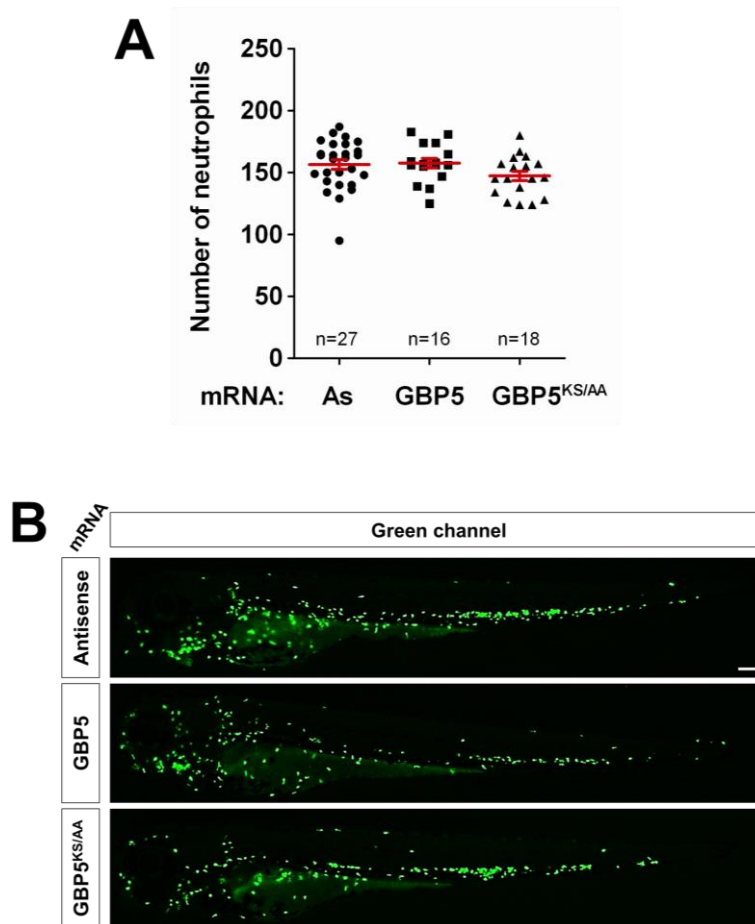 A
Number of neutrophils
250
200
150
100
50
0
n=27 n=16 n=18
mRNA: As GBP5 GBP5KS/AA
B
mRNA
Green channel
Antisense
GBP5
GBP5KS/AA